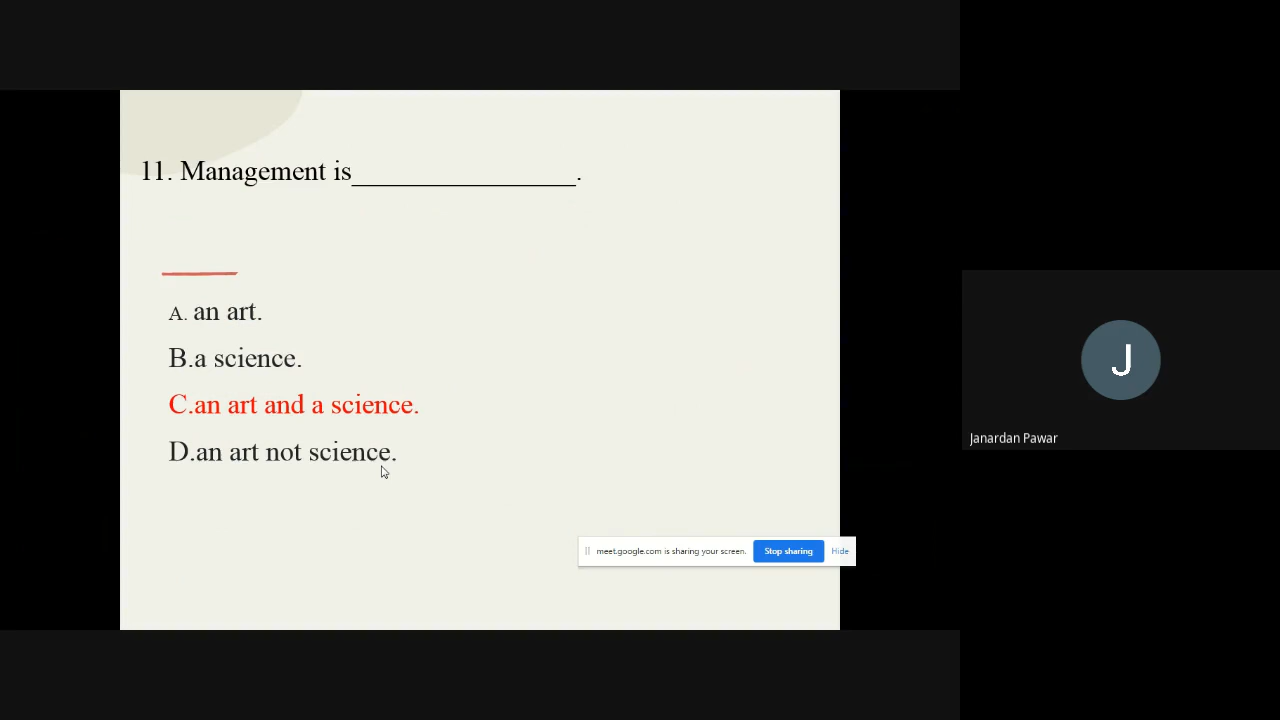 11. Management is________________.
A. an art.
B.a science.
C.an art and a science.
D.an art not science.
meet.google.com is sharing your screen. Stop sharing Hide
J
Janardan Pawar